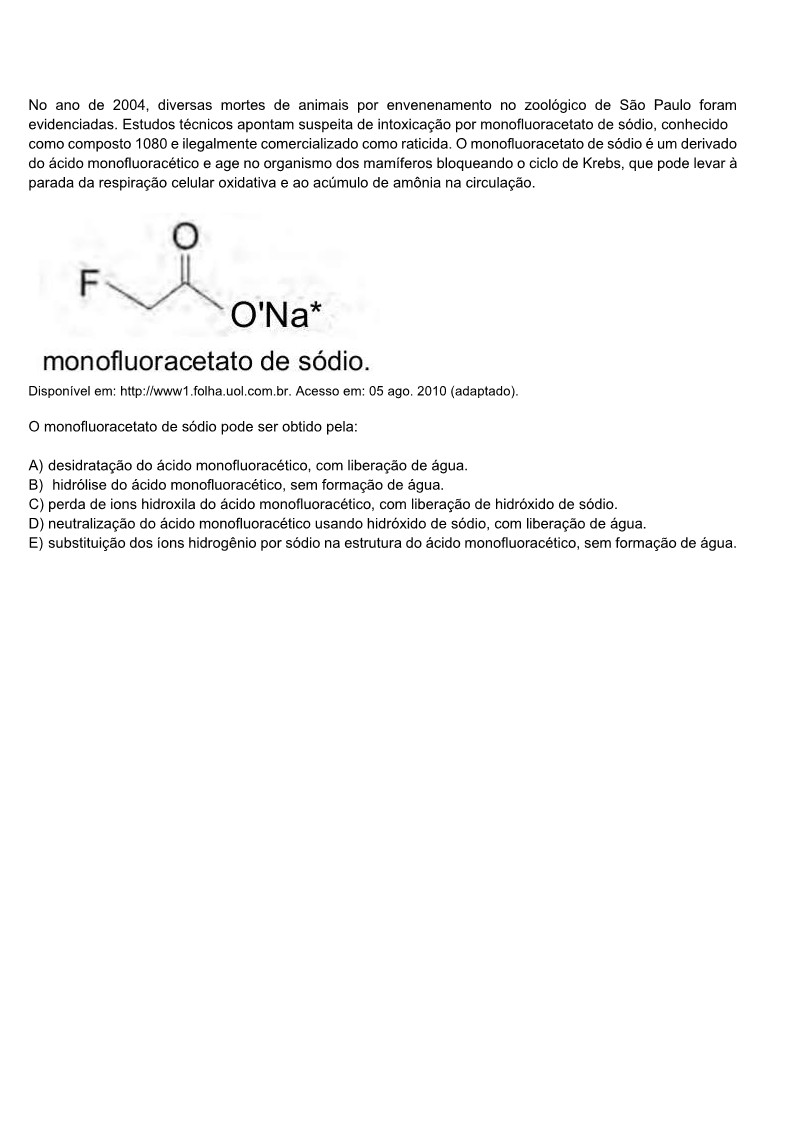 No ano de 2004, diversas mortes de animais por envenenamento no zoológico de São Paulo foram
evidenciadas. Estudos técnicos apontam suspeita de intoxicação por monofluoracetato de sódio, conhecido
como composto 1080 e ilegalmente comercializado como raticida. O monofluoracetato de sódio é um derivado
do ácido monofluoracético e age no organismo dos mamíferos bloqueando o ciclo de Krebs, que pode levar à
parada da respiração celular oxidativa e ao acúmulo de amônia na circulação.
O
F
O'Na*
monofluoracetato de sódio.
Disponível em: http://www1.folha.uol.com.br. Acesso em: 05 ago. 2010 (adaptado).
O monofluoracetato de sódio pode ser obtido pela:
A) desidratação do ácido monofluoracético, com liberação de água.
B) hidrólise do ácido monofluoracético, sem formação de água.
C) perda de ions hidroxila do ácido monofluoracético, com liberação de hidróxido de sódio.
D) neutralização do ácido monofluoracético usando hidróxido de sódio, com liberação de água.
E) substituição dos íons hidrogênio por sódio na estrutura do ácido monofluoracético, sem formação de água.